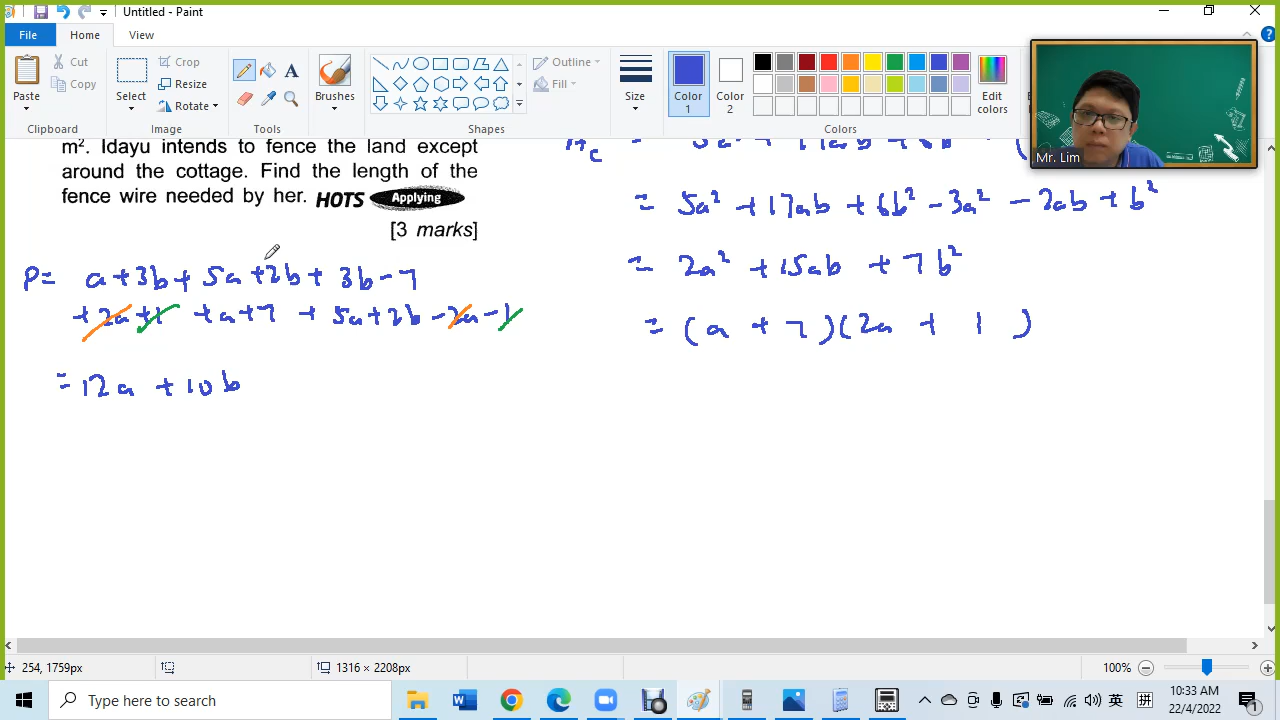 Untitled - Paint
File Home View
Paste Cut Copy Clipboard
Select Crop Resize Rotate Image
Tools
Brushes
Outline Fill Shapes
Size
Color 1 Color 2 Edit colors Colors
Mr. Lim
m². Idayu intends to fence the land except
around the cottage. Find the length of the
fence wire needed by her. HOTS Applying
[3 marks]
P= a+3b+5a+2b+3b-7
+2a+1 +a+7 + 5a+2b-2a-1
=12a+10b
= 5a²+17ab+6b²-3a²-2ab+b²
= 2a²+15ab+7b²
= (a+7)(2a+1)
254, 1759px
1316 × 2208px
100%
Type here to search
英
拼
10:33 AM
22/4/2022
1